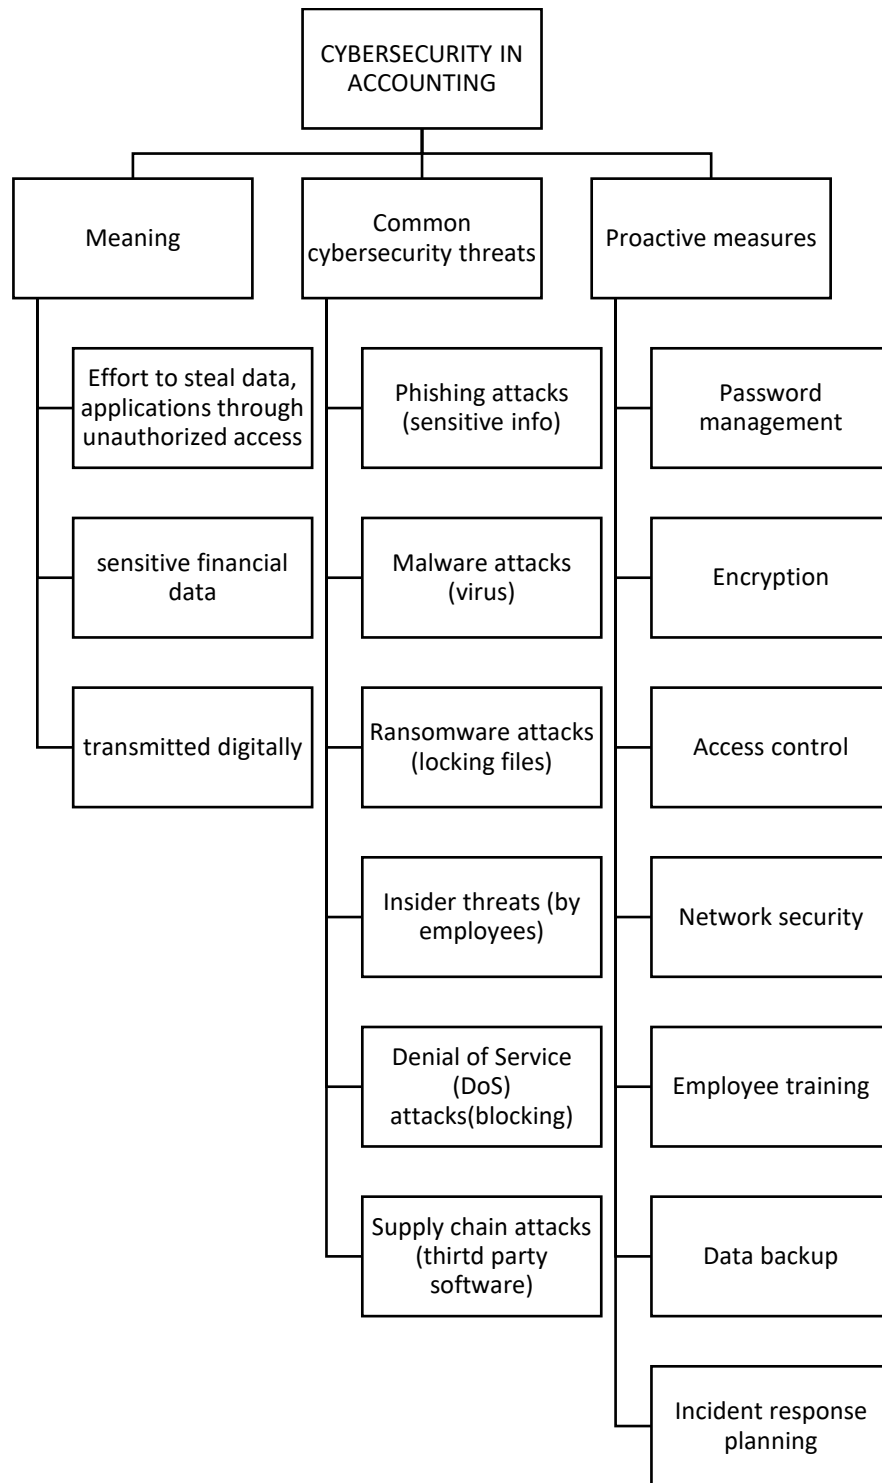 CYBERSECURITY IN
ACCOUNTING
Meaning
Effort to steal data,
applications through
unauthorized access
sensitive financial
data
transmitted digitally
Common
cybersecurity threats
Phishing attacks
(sensitive info)
Malware attacks
(virus)
Ransomware attacks
(locking files)
Insider threats (by
employees)
Denial of Service
(DoS)
attacks(blocking)
Supply chain attacks
(thirtd party
software)
Proactive measures
Password
management
Encryption
Access control
Network security
Employee training
Data backup
Incident response
planning